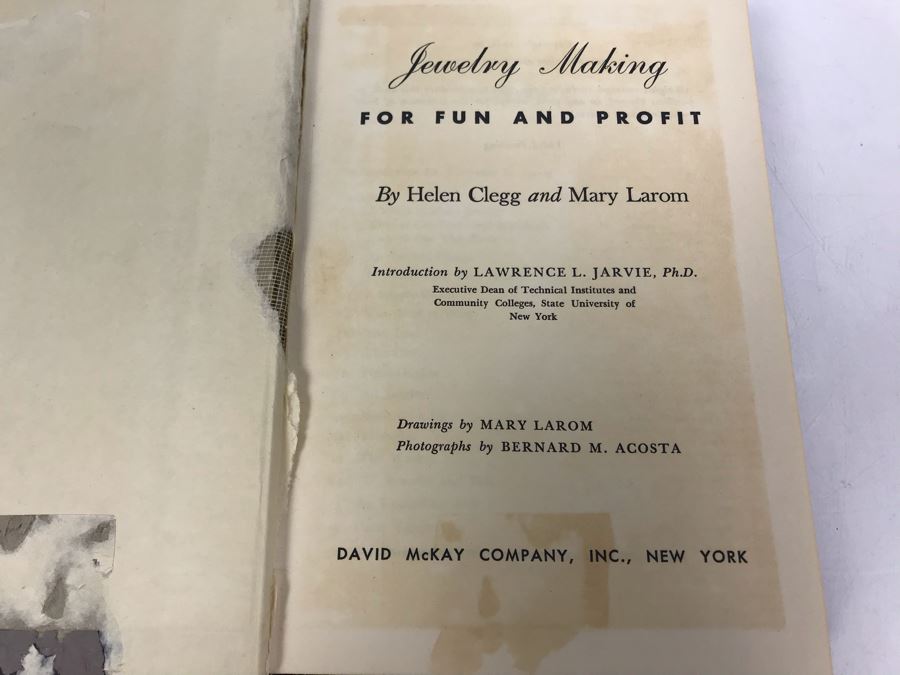 Jewelry Making
FOR FUN AND PROFIT
By Helen Clegg and Mary Larom
Introduction by LAWRENCE L. JARVIE, Ph.D.
Executive Dean of Technical Institutes and
Community Colleges, State University of
New York
Drawings by MARY LAROM
Photographs by BERNARD M. ACOSTA
DAVID McKAY COMPANY, INC., NEW YORK